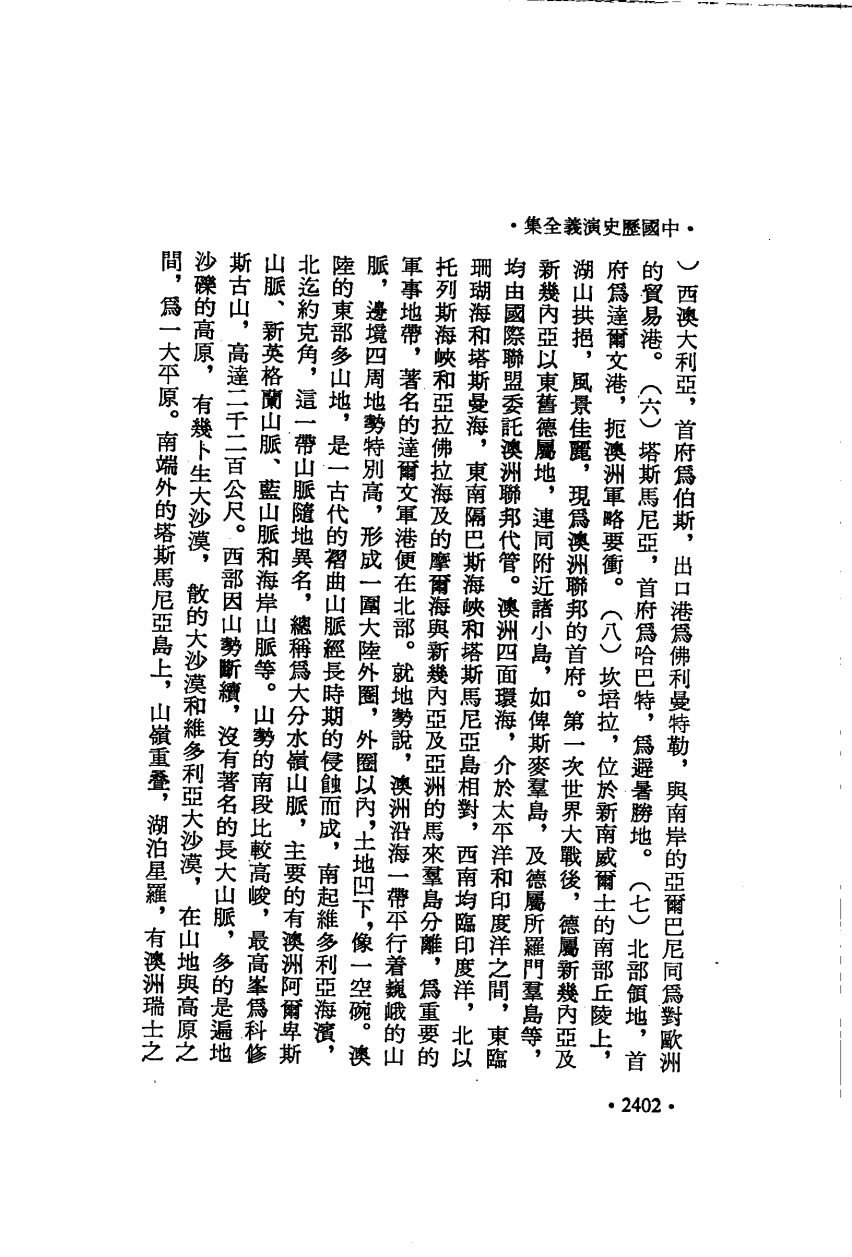 •中國歷史演義全集•
）西澳大利亞，首府爲伯斯，出口港爲佛利曼特勒，與南岸的亞爾巴尼同爲對歐洲
的貿易港。（六）塔斯馬尼亞，首府爲哈巴特，爲避暑勝地。（七）北部領地，首
府爲達爾文港，扼澳洲軍略要衝。（八）坎培拉，位於新南威爾士的南部丘陵上，
湖山拱挹，風景佳麗，現爲澳洲聯邦的首府。第一次世界大戰後，德屬新幾內亞及
新幾內亞以東舊德屬地，連同附近諸小島，如俾斯麥羣島，及德屬所羅門羣島等，
均由國際聯盟委託澳洲聯邦代管。澳洲四面環海，介於太平洋和印度洋之間，東臨
珊瑚海和塔斯曼海，東南隔巴斯海峽和塔斯馬尼亞島相對，西南均臨印度洋，北以
托列斯海峽和亞拉佛拉海及的摩爾海與新幾內亞及亞洲的馬來羣島分離，爲重要的
軍事地帶，著名的達爾文軍港便在北部。就地勢說，澳洲沿海一帶平行着巍峨的山
脈，邊境四周地勢特別高，形成一圍大陸外圈，外圈以內，土地凹下，像一空碗。澳
陸的東部多山地，是一古代的褶曲山脈經長時期的侵蝕而成，南起維多利亞海濱，
北迄約克角，這一帶山脈隨地異名，總稱爲大分水嶺山脈，主要的有澳洲阿爾卑斯
山脈、新英格蘭山脈、藍山脈和海岸山脈等。山勢的南段比較高峻，最高峯爲科修
斯古山，高達二千二百公尺。西部因山勢斷續，沒有著名的長大山脈，多的是遍地
沙礫的高原，有幾卜生大沙漠，散的大沙漠和維多利亞大沙漠，在山地與高原之
間，爲一大平原。南端外的塔斯馬尼亞島上，山嶺重疊，湖泊星羅，有澳洲瑞士之
•2402•